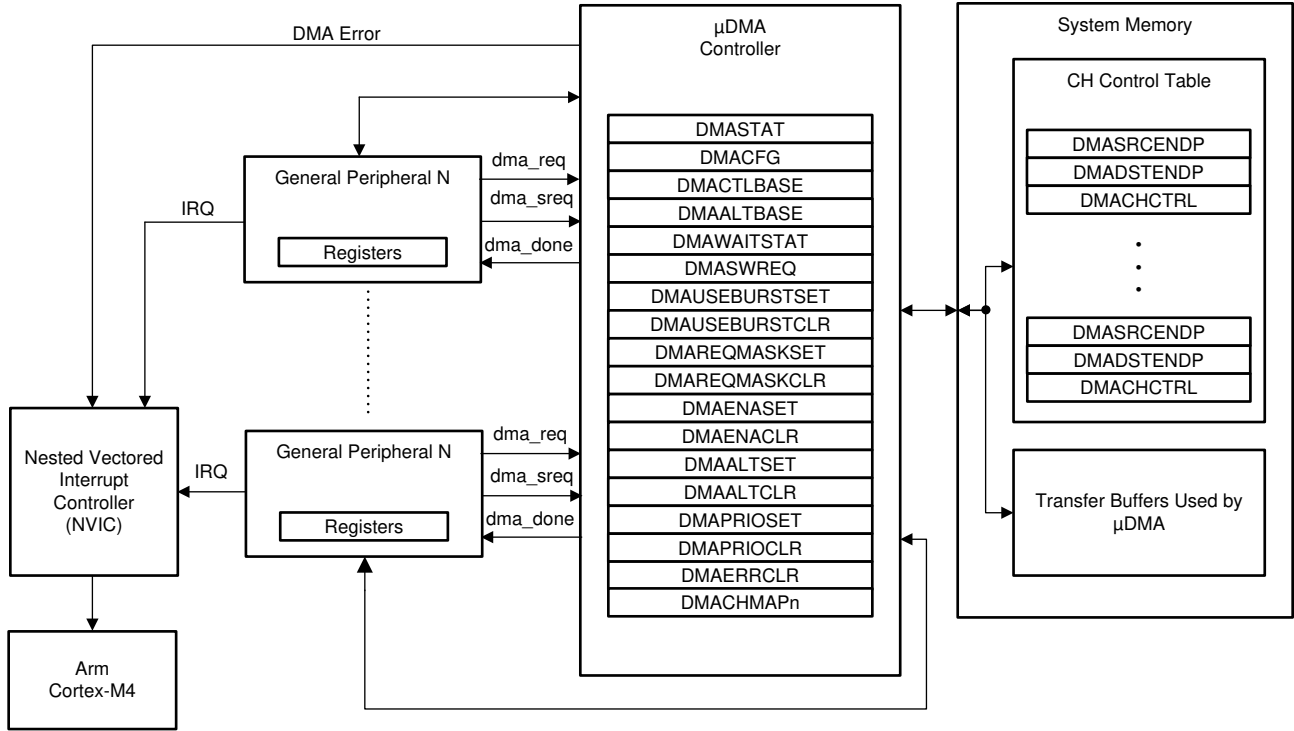 DMA Error
µDMA
Controller
DMASTAT
DMACFG
DMACTLBASE
DMAALTBASE
DMAWAITSTAT
DMASWREQ
DMAUSEBURSTSET
DMAUSEBURSTCLR
DMAREQMASKSET
DMAREQMASKCLR
DMAENASET
DMAENACLR
DMAALTSET
DMAALTCLR
DMAPRIOSET
DMAPRIOCLR
DMAERRCLR
DMACHMAPn
General Peripheral N
Registers
IRQ
dma_req
dma_sreq
dma_done
General Peripheral N
Registers
IRQ
dma_req
dma_sreq
dma_done
Nested Vectored
Interrupt
Controller
(NVIC)
Arm
Cortex-M4
System Memory
CH Control Table
DMASRCENDP
DMADSTENDP
DMACHCTRL
DMASRCENDP
DMADSTENDP
DMACHCTRL
Transfer Buffers Used by
µDMA